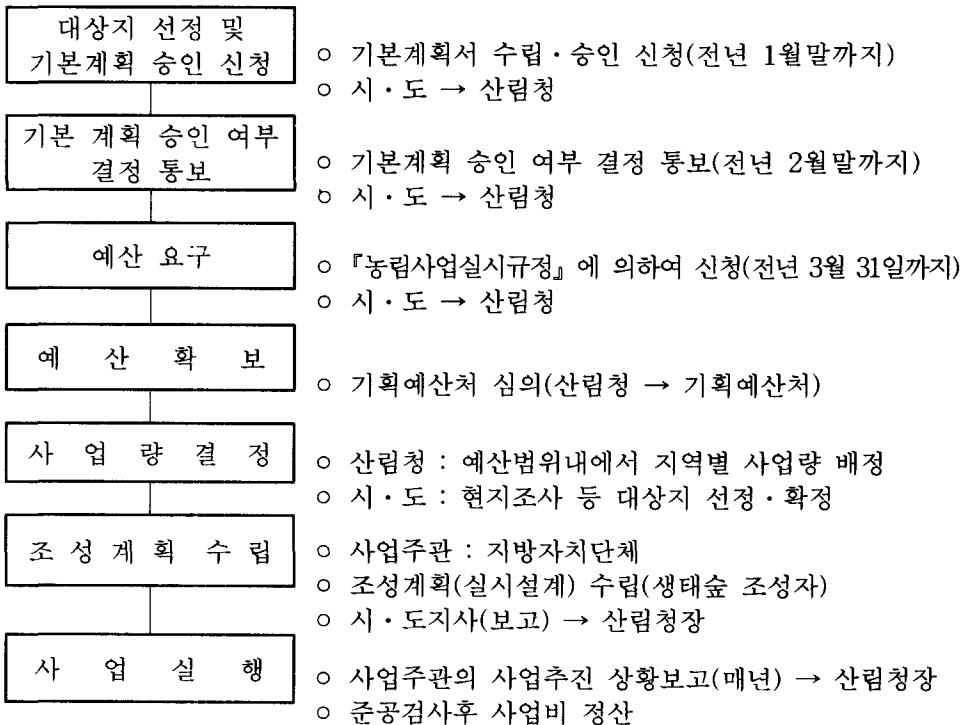 대상지 선정 및
기본계획 승인 신청
○ 기본계획서 수립·승인 신청(전년 1월말까지)
○ 시·도 → 산림청
기본 계획 승인 여부
결정 통보
○ 기본계획 승인 여부 결정 통보(전년 2월말까지)
○ 시·도 → 산림청
예산 요구
○ 『농림사업실시규정』에 의하여 신청(전년 3월 31일까지)
○ 시·도 → 산림청
예 산 확 보
○ 기획예산처 심의(산림청 → 기획예산처)
사 업 량 결 정
○ 산림청 : 예산범위내에서 지역별 사업량 배정
○ 시·도 : 현지조사 등 대상지 선정·확정
조 성 계 획 수 립
○ 사업주관 : 지방자치단체
○ 조성계획(실시설계) 수립(생태숲 조성자)
○ 시·도지사(보고) → 산림청장
사 업 실 행
○ 사업주관의 사업추진 상황보고(매년) → 산림청장
○ 준공검사후 사업비 정산